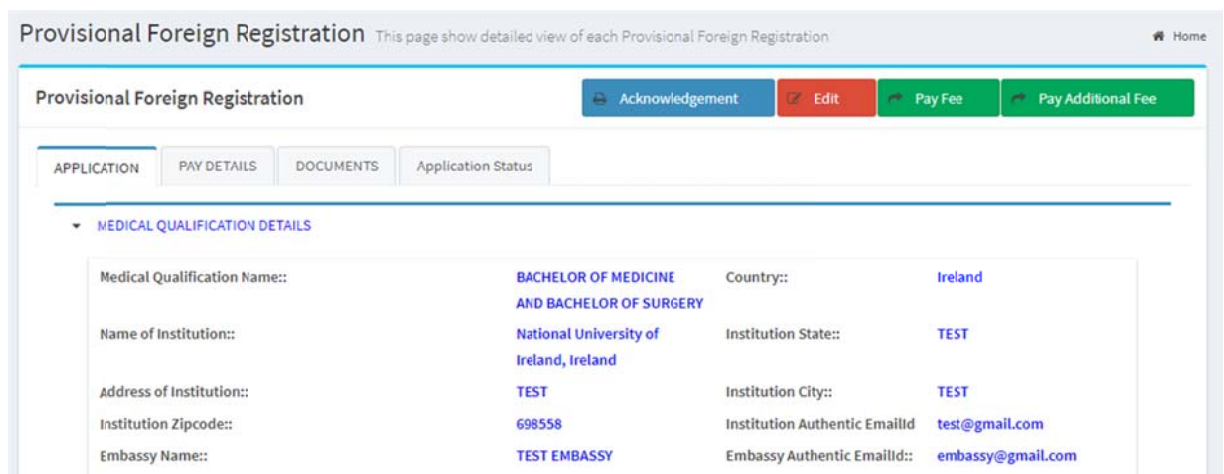 Provisional Foreign Registration This page show detailed view of each Provisional Foreign Registration Home
Provisional Foreign Registration Acknowledgement Edit Pay Fee Pay Additional Fee
APPLICATION PAY DETAILS DOCUMENTS Application Status
MEDICAL QUALIFICATION DETAILS
Medical Qualification Name:: BACHELOR OF MEDICINE Country:: Ireland
AND BACHELOR OF SURGERY
Name of Institution:: National University of Institution State:: TEST
Ireland, Ireland
Address of Institution:: TEST Institution City:: TEST
Institution Zipcode:: 698558 Institution Authentic EmailId test@gmail.com
Embassy Name:: TEST EMBASSY Embassy Authentic EmailId:: embassy@gmail.com